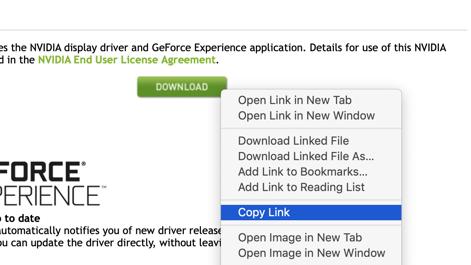 es the NVIDIA display driver and GeForce Experience application. Details for use of this NVIDIA
d in the NVIDIA End User License Agreement.
DOWNLOAD
Open Link in New Tab
Open Link in New Window
Download Linked File
Download Linked File As...
Add Link to Bookmarks...
Add Link to Reading List
Copy Link
Open Image in New Tab
Open Image in New Window
FORCE®
PERIENCE™
p to date
automatically notifies you of new driver release
ou can update the driver directly, without leavi